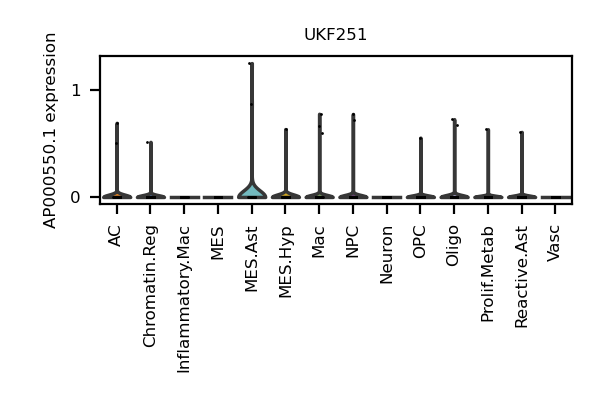 UKF251
AP000550.1 expression
1
0
AC
Chromatin.Reg
Inflammatory.Mac
MES
MES.Ast
MES.Hyp
Mac
NPC
Neuron
OPC
Oligo
Prolif.Metab
Reactive.Ast
Vasc